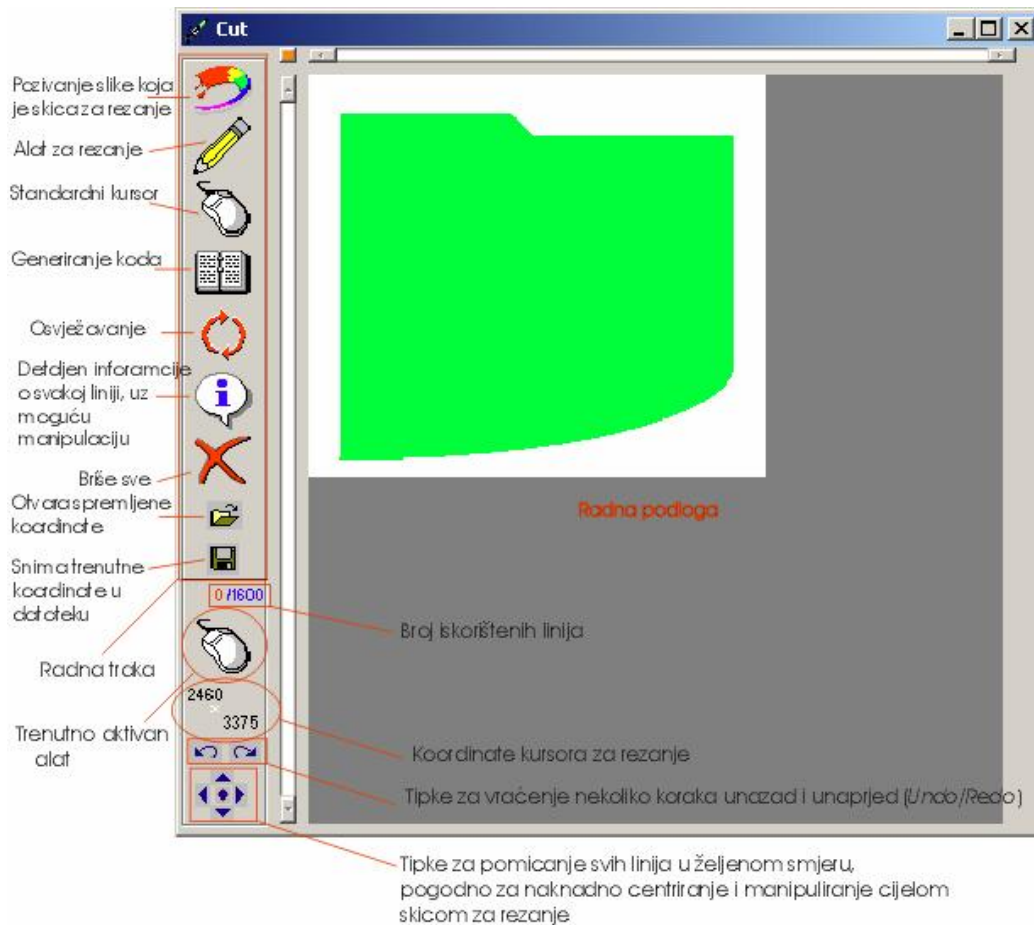 Cut
Pozivanje slike koja
je skica za rezanje
Alat za rezanje
Standardni kursor
Generiranje koda
Osvježavanje
Detdjen inforamcije
o svakoj liniji, uz
moguću
manipulaciju
Briše sve
Otvara spremljene
koordinate
Snima trenutne
koordinate u
datoteku
Radna traka
Trenutno aktivan
alat
Radna podloga
0/1600
Broj iskorištenih linija
2460
3375
Koordinate kursora za rezanje
Tipke za vraćenje nekoliko koraka unazad i unaprjed (Undo/Redo)
Tipke za pomicanje svih linija u željenom smjeru,
pogodno za naknadno centriranje i manipuliranje cijelom
skicom za rezanje